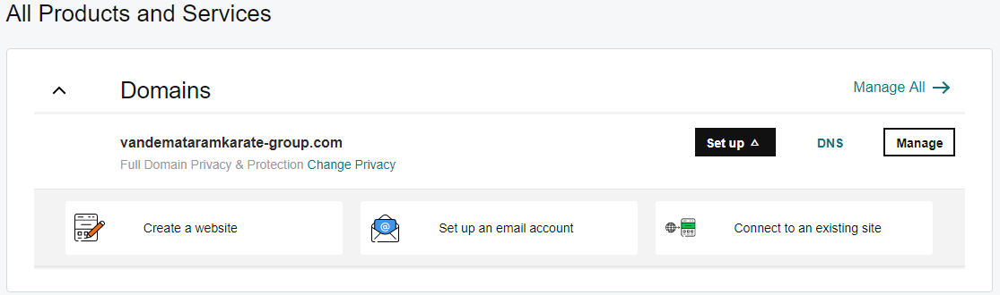 All Products and Services
Domains
Manage All
vandemataramkarate-group.com
Set up
DNS
Manage
Full Domain Privacy & Protection Change Privacy
Create a website
Set up an email account
Connect to an existing site